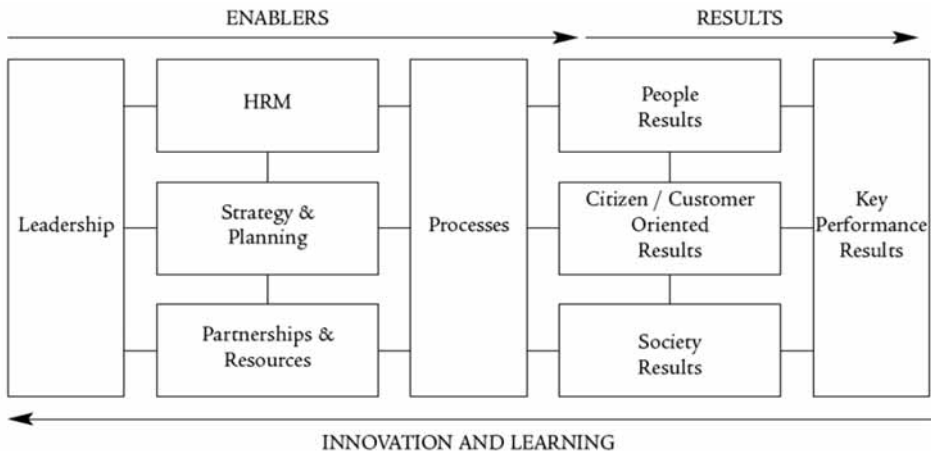 ENABLERS
RESULTS
Leadership
HRM
Strategy &
Planning
Partnerships &
Resources
Processes
People
Results
Citizen / Customer
Oriented
Results
Society
Results
Key
Performance
Results
INNOVATION AND LEARNING